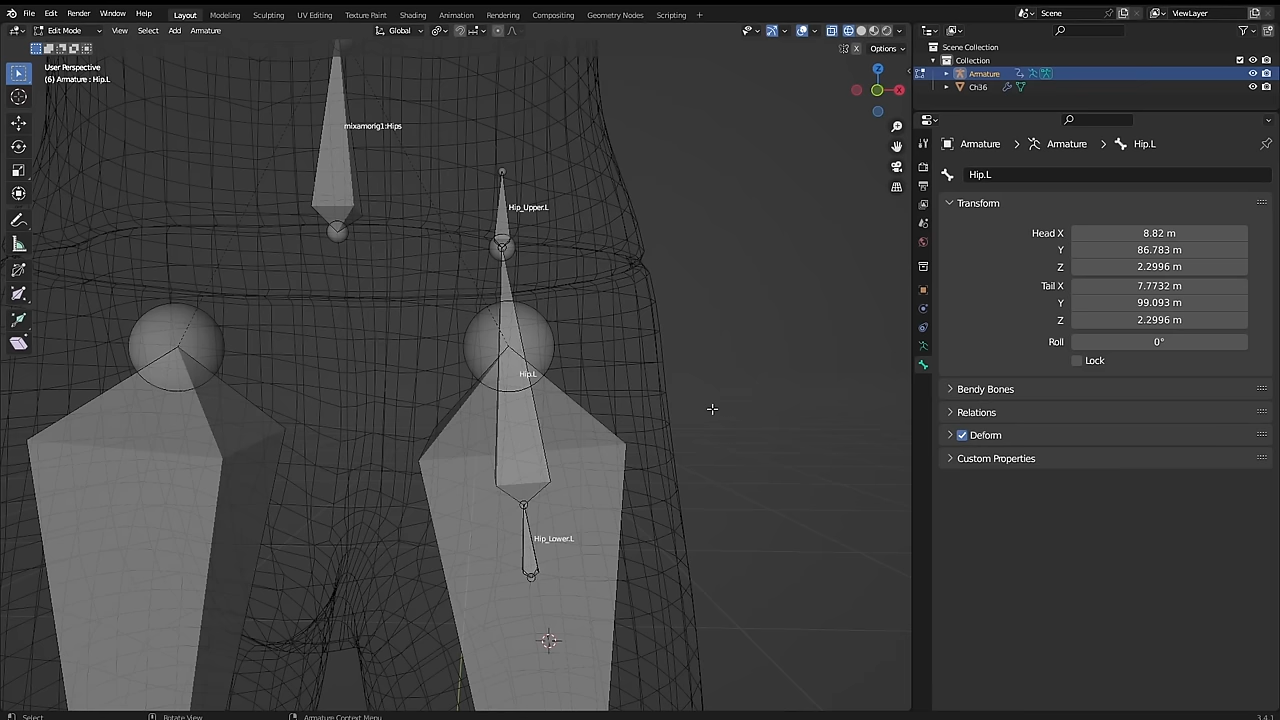 File Edit Render Window Help Layout Modeling Sculpting UV Editing Texture Paint Shading Animation Rendering Compositing Geometry Nodes Scripting + Scene ViewLayer
Edit Mode View Select Add Armature Global
X Options
User Perspective
(6) Armature : Hip.L
Z
X
mixamorig1:Hips
Hip_Upper.L
Hip.L
Hip_Lower.L
Scene Collection
Collection
Armature
Ch36
Armature > Armature > Hip.L
Hip.L
Transform
Head X 8.82 m
Y 86.783 m
Z 2.2996 m
Tail X 7.7732 m
Y 99.093 m
Z 2.2996 m
Roll 0°
Lock
Bendy Bones
Relations
Deform
Custom Properties
Select Rotate View Armature Context Menu 3.4.1